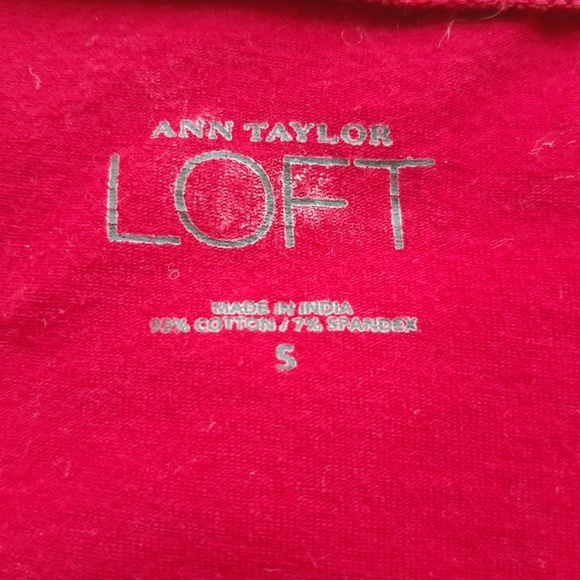 ANN TAYLOR
LOFT
MADE IN INDIA
93% COTTON / 7% SPANDEX
S